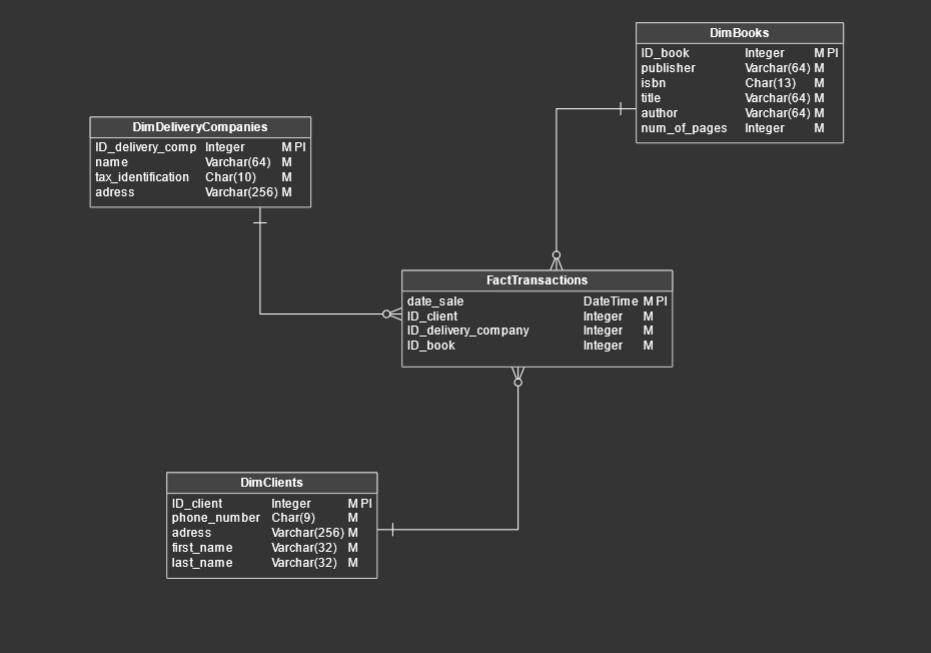 DimBooks
ID_book Integer M PI
publisher Varchar(64) M
isbn Char(13) M
title Varchar(64) M
author Varchar(64) M
num_of_pages Integer M
DimDeliveryCompanies
ID_delivery_comp Integer M PI
name Varchar(64) M
tax_identification Char(10) M
adress Varchar(256) M
FactTransactions
date_sale DateTime M PI
ID_client Integer M
ID_delivery_company Integer M
ID_book Integer M
DimClients
ID_client Integer M PI
phone_number Char(9) M
adress Varchar(256) M
first_name Varchar(32) M
last_name Varchar(32) M